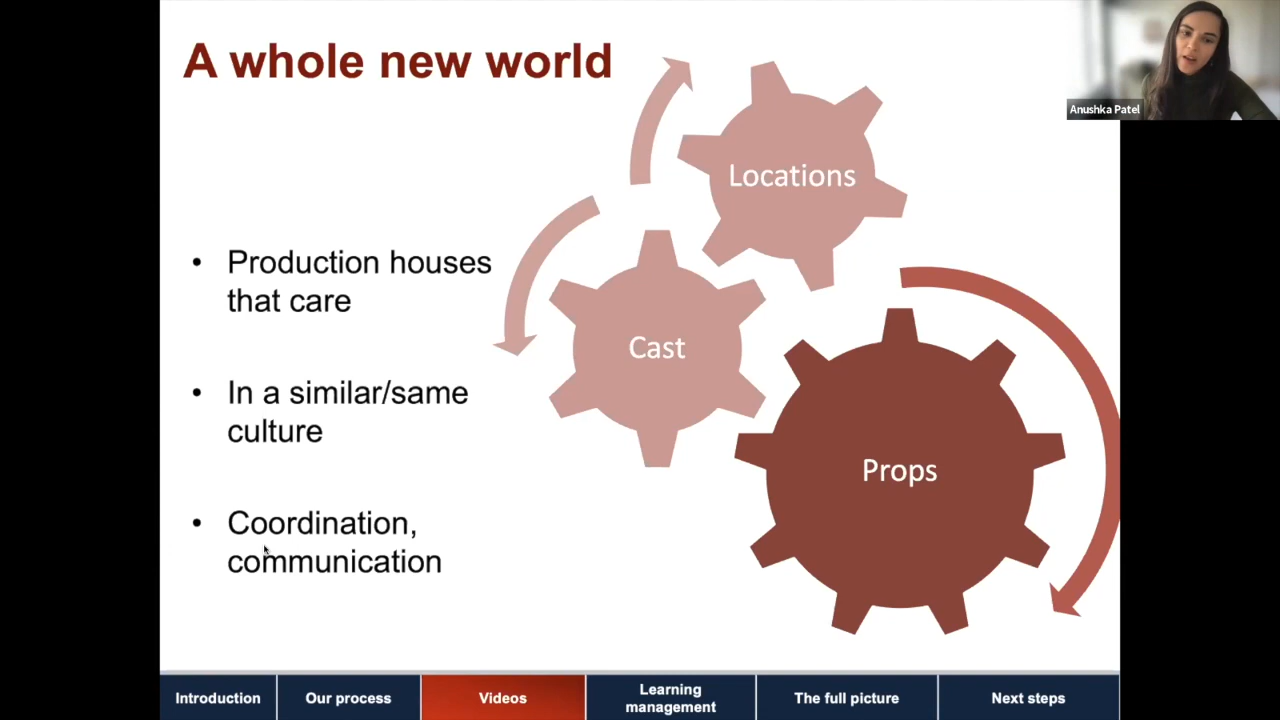 A whole new world
Anushka Patel
Locations
Production houses
that care
Cast
In a similar/same
culture
Props
Coordination,
communication
Introduction
Our process
Videos
Learning
management
The full picture
Next steps